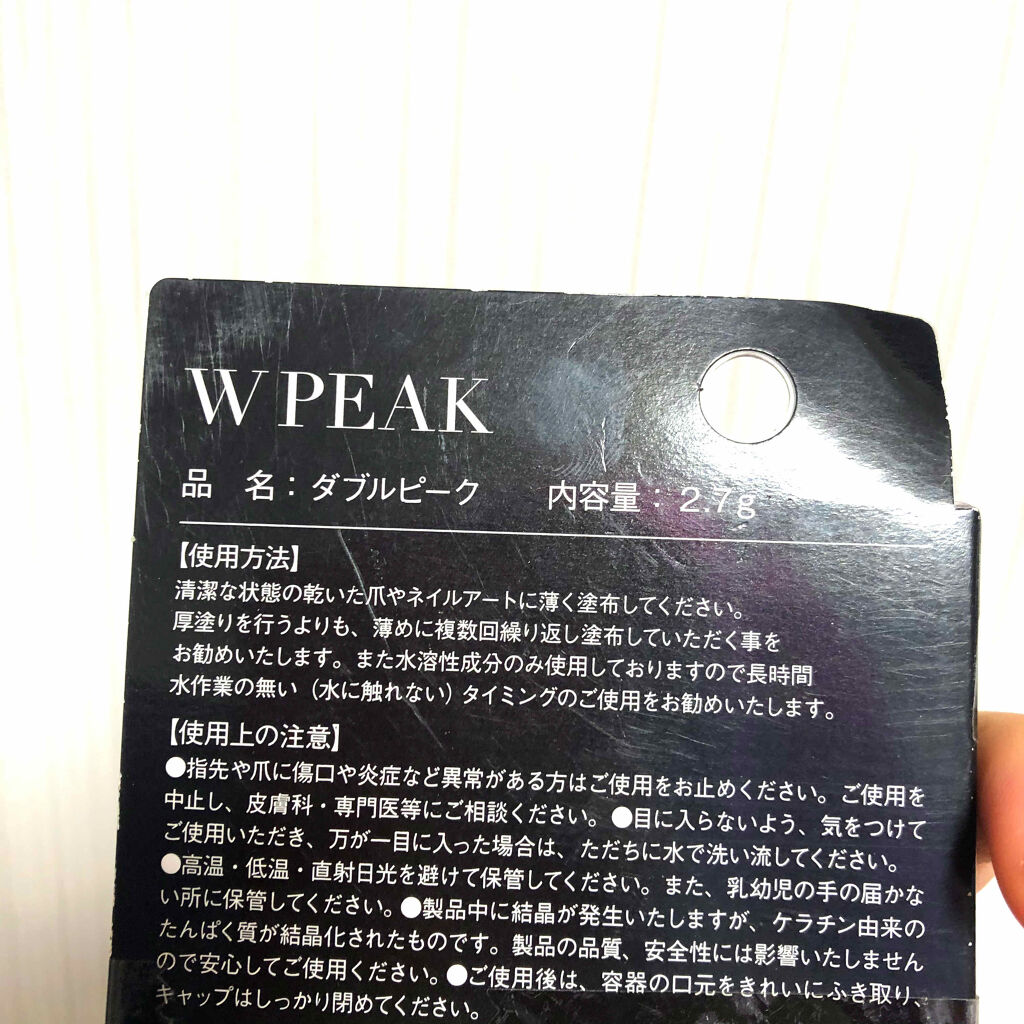 W PEAK
品　名：ダブルピーク　　内容量：2.7g
【使用方法】
清潔な状態の乾いた爪やネイルアートに薄く塗布してください。
厚塗りを行うよりも、薄めに複数回繰り返し塗布していただく事を
お勧めいたします。また水溶性成分のみ使用しておりますので長時間
水作業の無い（水に触れない）タイミングのご使用をお勧めいたします。
【使用上の注意】
●指先や爪に傷口や炎症など異常がある方はご使用をお止めください。ご使用を
中止し、皮膚科・専門医等にご相談ください。●目に入らないよう、気をつけて
ご使用いただき、万が一目に入った場合は、ただちに水で洗い流してください。
●高温・低温・直射日光を避けて保管してください。また、乳幼児の手の届かな
い所に保管してください。●製品中に結晶が発生いたしますが、ケラチン由来の
たんぱく質が結晶化されたものです。製品の品質、安全性には影響いたしません
ので安心してご使用ください。●ご使用後は、容器の口元をきれいにふき取り、
キャップはしっかり閉めてください。